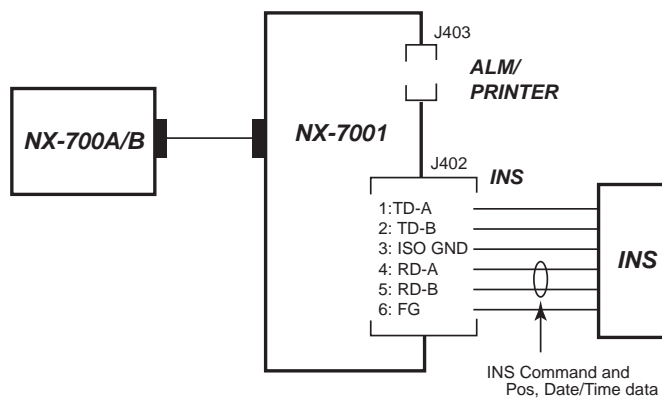 J403
ALM/
PRINTER
NX-700A/B
NX-7001
J402
INS
1:TD-A
2: TD-B
3: ISO GND
4: RD-A
5: RD-B
6: FG
INS
INS Command and
Pos, Date/Time data